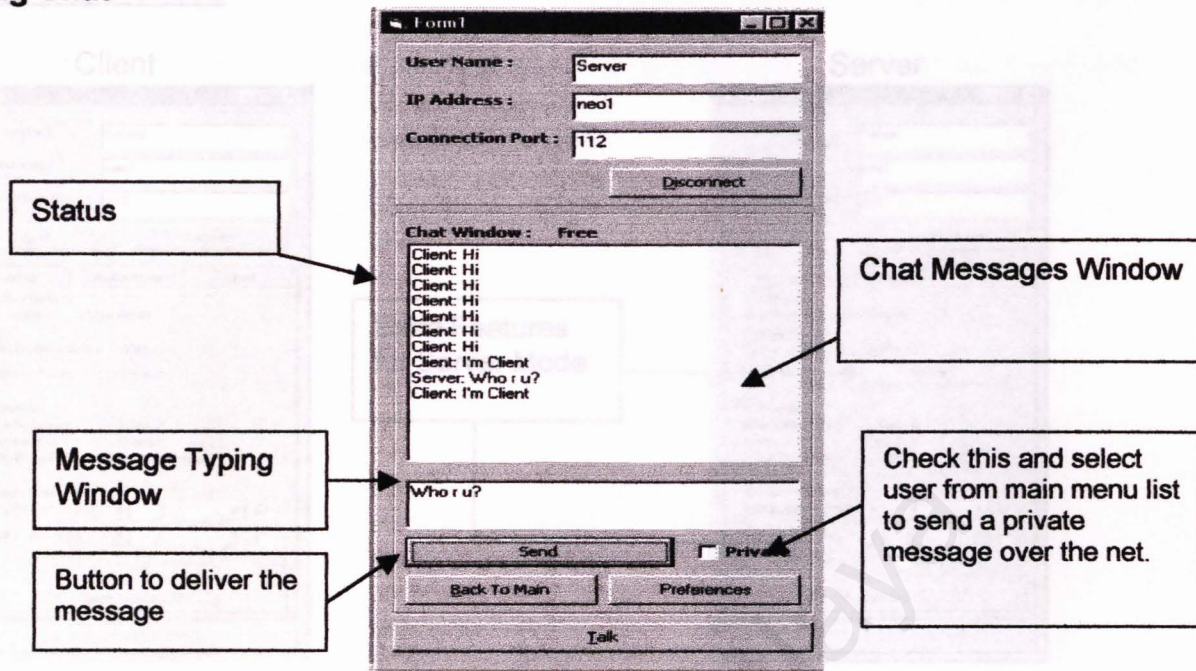 Form1
User Name :
Server
IP Address :
neo1
Connection Port :
112
Disconnect
Status
Chat Window : Free
Client: Hi
Client: Hi
Client: Hi
Client: Hi
Client: Hi
Client: Hi
Client: Hi
Client: I'm Client
Server: Who r u?
Client: I'm Client
Chat Messages Window
Message Typing
Window
Who r u?
Check this and select
user from main menu list
to send a private
message over the net.
Send
Private
Button to deliver the
message
Back To Main
Preferences
Talk
Client
Server